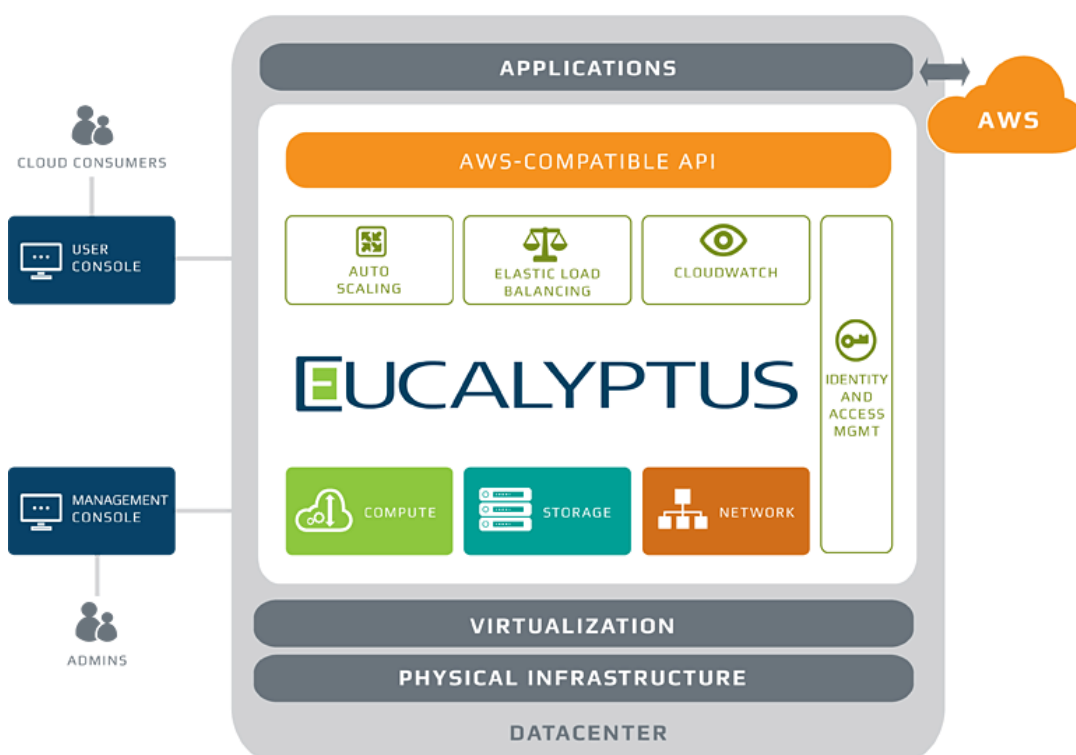 APPLICATIONS
AWS
CLOUD CONSUMERS
AWS-COMPATIBLE API
USER
CONSOLE
AUTO
SCALING
ELASTIC LOAD
BALANCING
CLOUDWATCH
IDENTITY
AND
ACCESS
MGMT
EUCALYPTUS
MANAGEMENT
CONSOLE
COMPUTE
STORAGE
NETWORK
ADMINS
VIRTUALIZATION
PHYSICAL INFRASTRUCTURE
DATACENTER